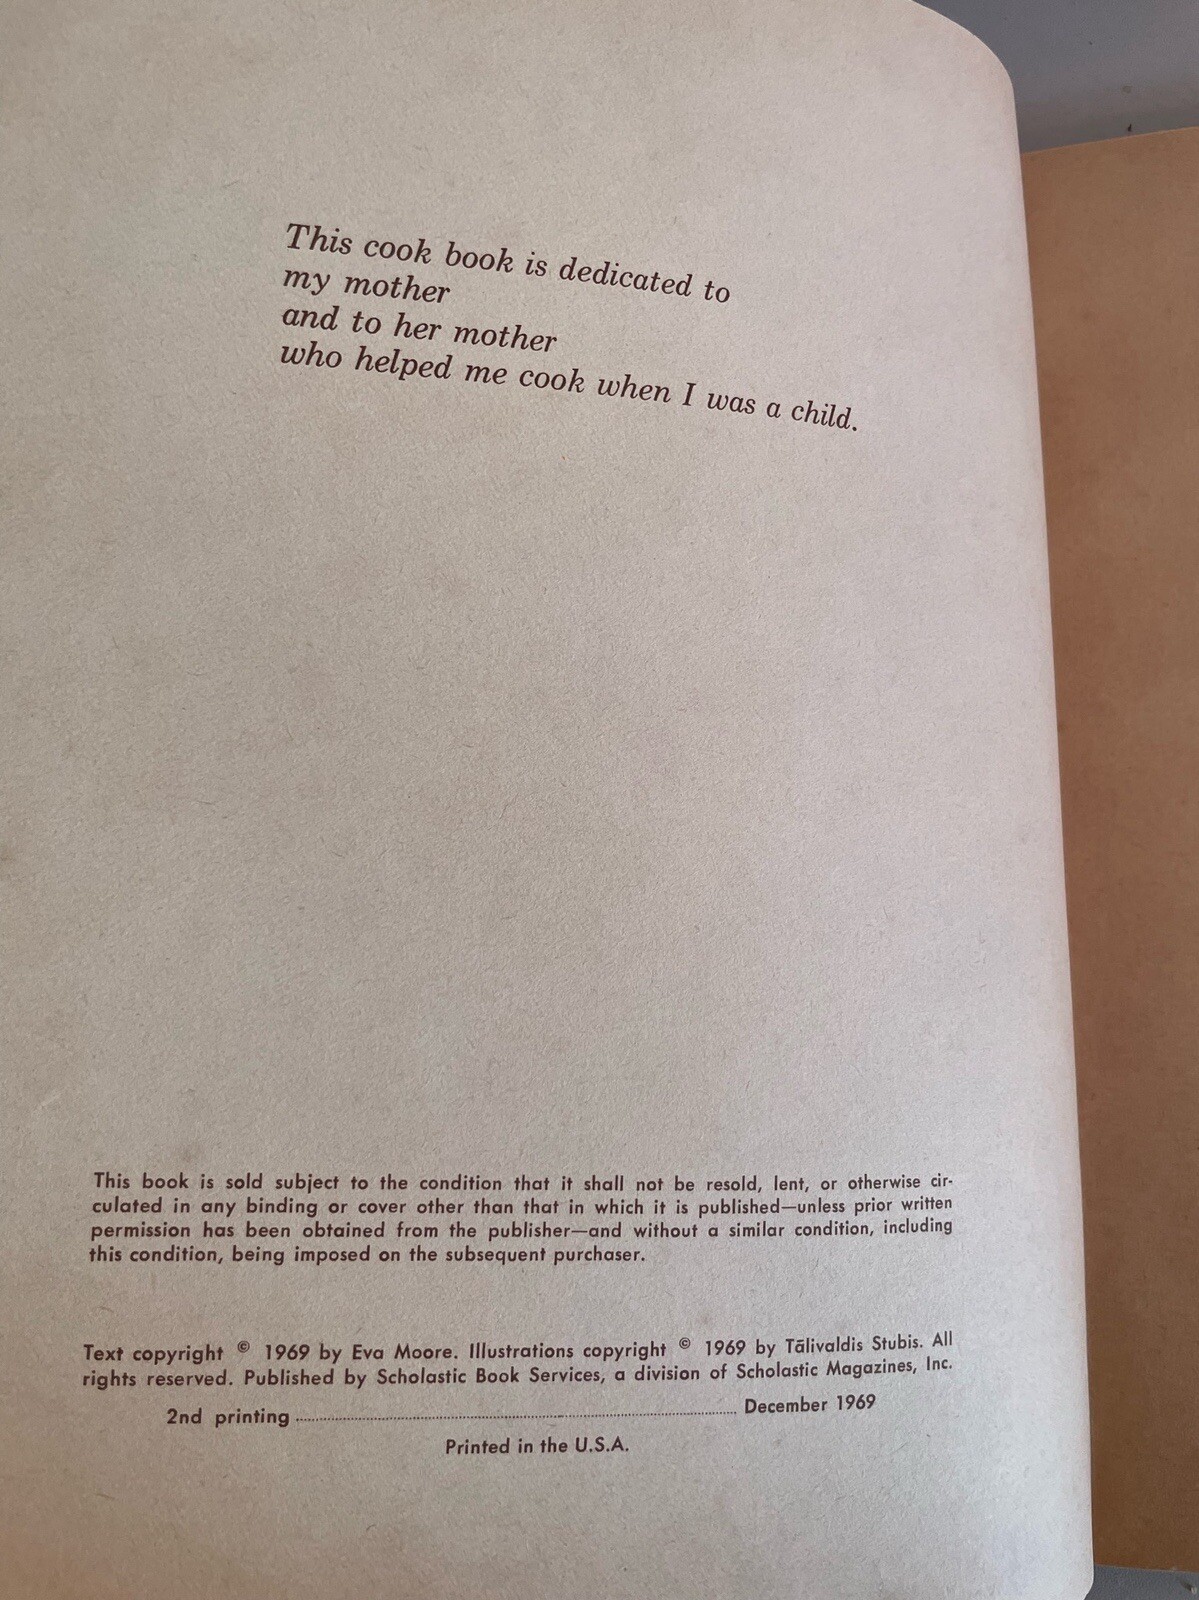 This cook book is dedicated to
my mother
and to her mother
who helped me cook when I was a child.
This book is sold subject to the condition that it shall not be resold, lent, or otherwise cir-
culated in any binding or cover other than that in which it is published—unless prior written
permission has been obtained from the publisher—and without a similar condition, including
this condition, being imposed on the subsequent purchaser.
Text copyright © 1969 by Eva Moore. Illustrations copyright © 1969 by Tālivaldis Stubis. All
rights reserved. Published by Scholastic Book Services, a division of Scholastic Magazines, Inc.
2nd printing........................................December 1969
Printed in the U.S.A.